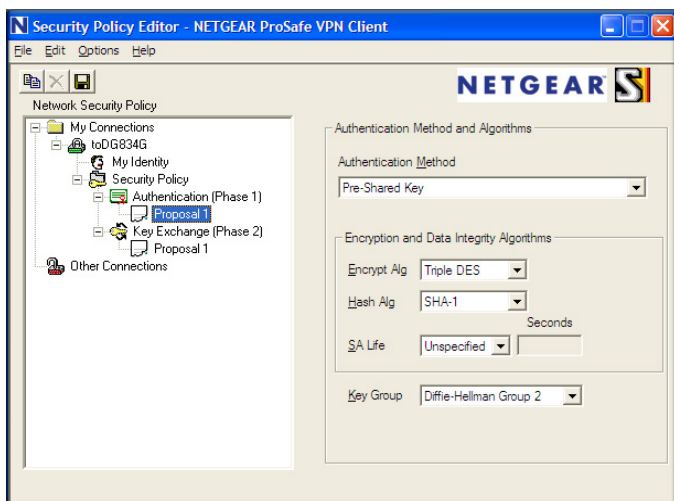 N Security Policy Editor - NETGEAR ProSafe VPN Client
File Edit Options Help
NETGEAR S
Network Security Policy
My Connections
toDG834G
My Identity
Security Policy
Authentication (Phase 1)
Proposal 1
Key Exchange (Phase 2)
Proposal 1
Other Connections
Authentication Method and Algorithms
Authentication Method
Pre-Shared Key
Encryption and Data Integrity Algorithms
Encrypt Alg Triple DES
Hash Alg SHA-1
Seconds
SA Life Unspecified
Key Group Diffie-Hellman Group 2